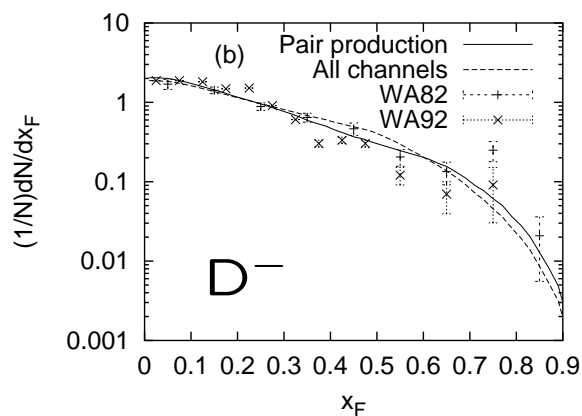 10
(b)
Pair production
All channels
WA82
WA92
1
0.1
0.01
0.001
(1/N)dN/dx_F
D⁻
0 0.1 0.2 0.3 0.4 0.5 0.6 0.7 0.8 0.9
x_F